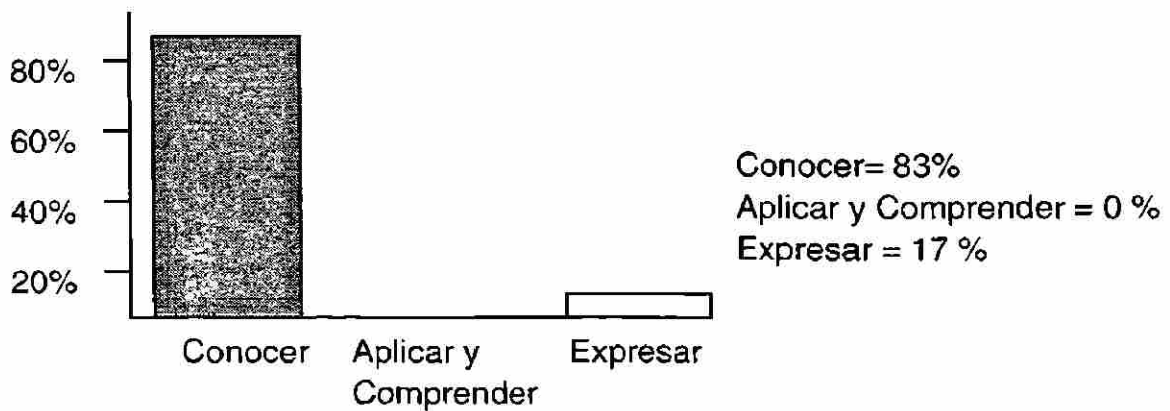 80%
60%
40%
20%
Conocer
Aplicar y
Comprender
Expresar
Conocer= 83%
Aplicar y Comprender = 0 %
Expresar = 17 %